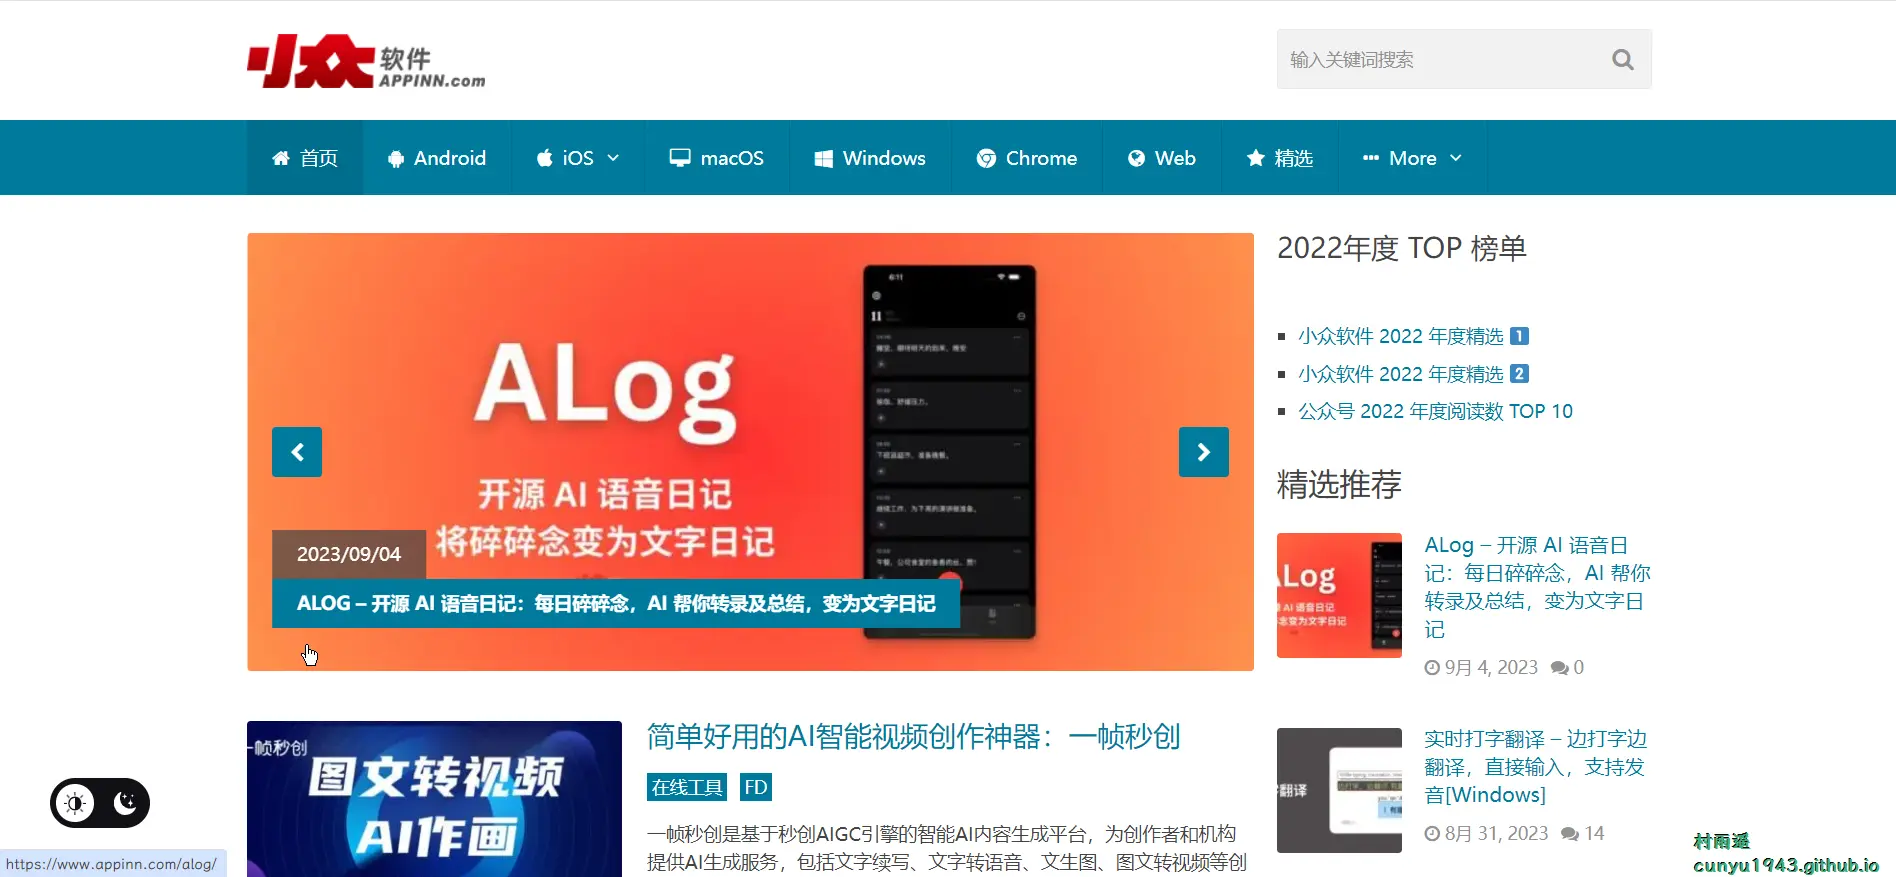 小众软件
APPINN.com
输入关键词搜索
首页
Android
iOS
macOS
Windows
Chrome
Web
精选
More
ALog
开源 AI 语音日记
将碎碎念变为文字日记
6:11
11
2023/09/04
ALOG – 开源 AI 语音日记：每日碎碎念，AI 帮你转录及总结，变为文字日记
2022年度 TOP 榜单
小众软件 2022 年度精选 1
小众软件 2022 年度精选 2
公众号 2022 年度阅读数 TOP 10
精选推荐
ALog – 开源 AI 语音日
记：每日碎碎念，AI 帮你
转录及总结，变为文字日
记
9月 4, 2023 0
实时打字翻译 – 边打字边
翻译，直接输入，支持发
音[Windows]
8月 31, 2023 14
一帧秒创
图文转视频
AI作画
简单好用的AI智能视频创作神器：一帧秒创
在线工具 FD
一帧秒创是基于秒创AIGC引擎的智能AI内容生成平台，为创作者和机构
提供AI生成服务，包括文字续写、文字转语音、文生图、图文转视频等创
https://www.appinn.com/alog/
村雨遥
cunyu1943.github.io